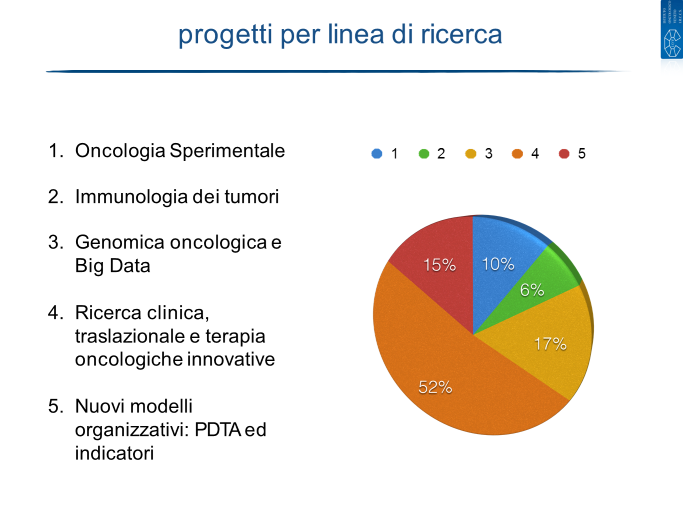 progetti per linea di ricerca
1. Oncologia Sperimentale
2. Immunologia dei tumori
3. Genomica oncologica e
Big Data
4. Ricerca clinica,
traslazionale e terapia
oncologiche innovative
5. Nuovi modelli
organizzativi: PDTA ed
indicatori
1 2 3 4 5
15% 10%
6%
17%
52%